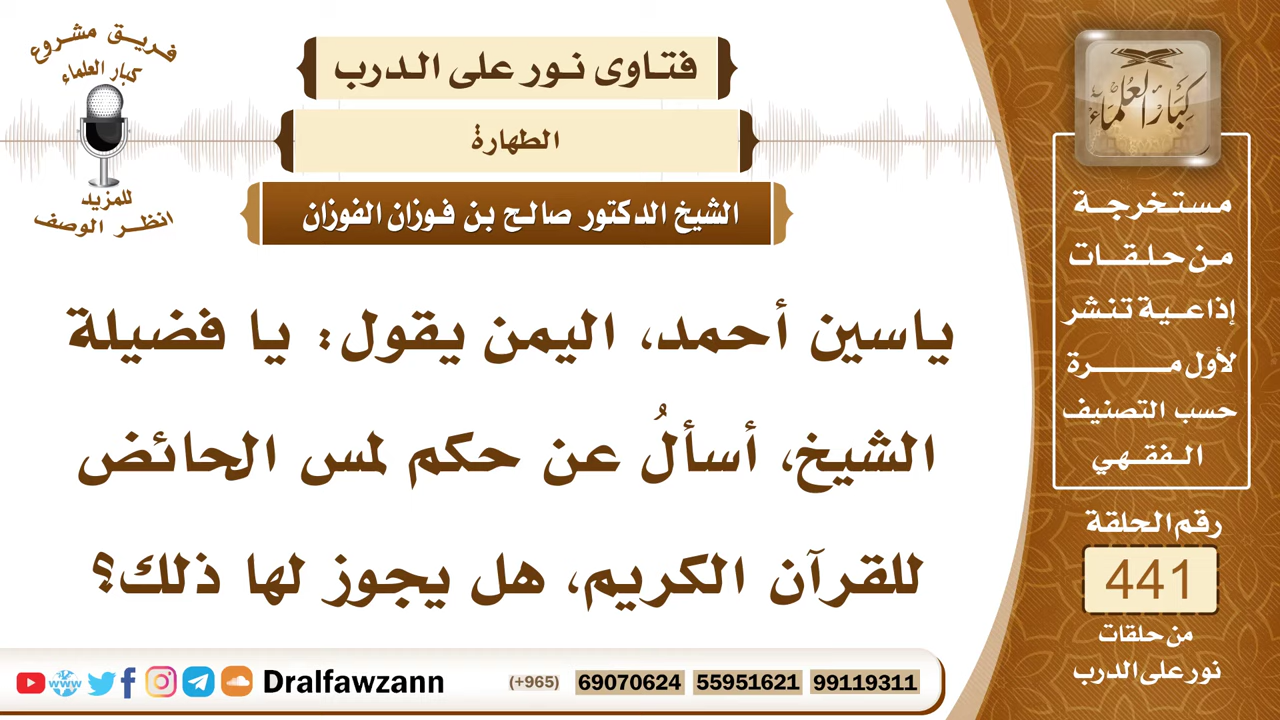 فريق مشروع
كبار العلماء
للمزيد
انظر الوصف
فتاوى نور على الدرب
الطهارة
الشيخ الدكتور صالح بن فوزان الفوزان
ياسين أحمد، اليمن يقول: يا فضيلة
الشيخ، أسألُ عن حكم لمس الحائض
للقرآن الكريم، هل يجوز لها ذلك؟
كبار العلماء
مستخرجة
من حلقات
إذاعية تنشر
لأول مرة
حسب التصنيف
الفقهي
رقم الحلقة
441
من حلقات
نور على الدرب
www Dralfawzann (+965) 69070624 55951621 99119311